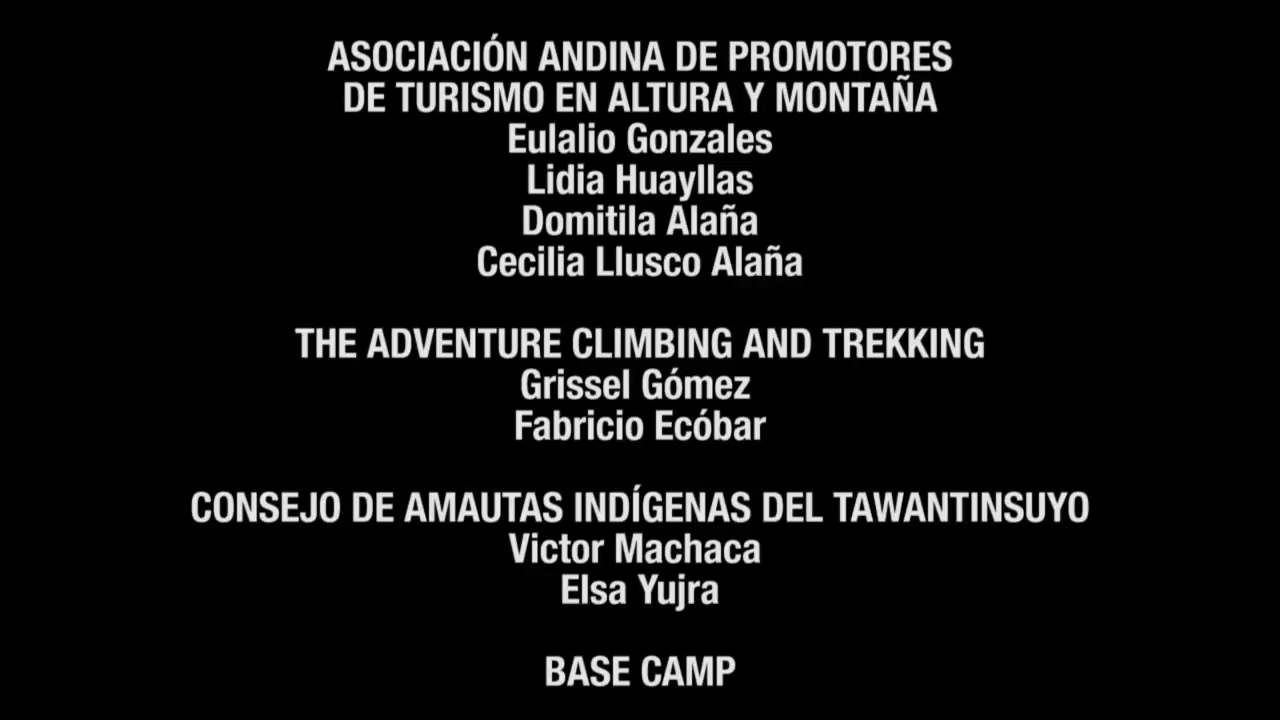 ASOCIACIÓN ANDINA DE PROMOTORES
DE TURISMO EN ALTURA Y MONTAÑA
Eulalio Gonzales
Lidia Huayllas
Domitila Alaña
Cecilia Llusco Alaña
THE ADVENTURE CLIMBING AND TREKKING
Grissel Gómez
Fabricio Ecóbar
CONSEJO DE AMAUTAS INDÍGENAS DEL TAWANTINSUYO
Victor Machaca
Elsa Yujra
BASE CAMP